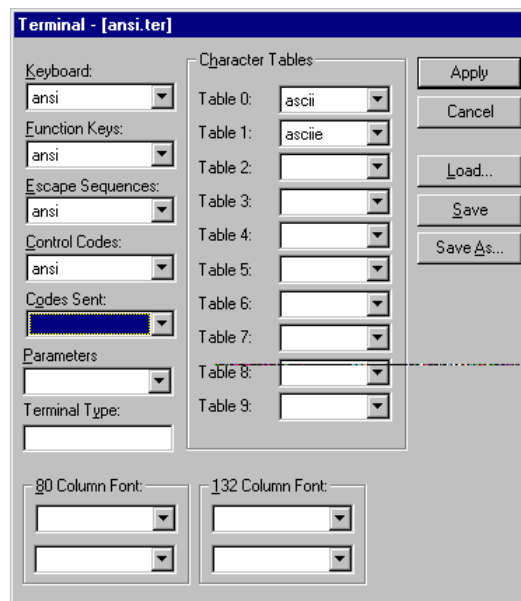 Terminal - [ansi.ter]
Keyboard:
ansi
Function Keys:
ansi
Escape Sequences:
ansi
Control Codes:
ansi
Codes Sent:
Parameters
Terminal Type:
Character Tables
Table 0: ascii
Table 1: asciie
Table 2:
Table 3:
Table 4:
Table 5:
Table 6:
Table 7:
Table 8:
Table 9:
Apply
Cancel
Load...
Save
Save As...
80 Column Font:
132 Column Font: